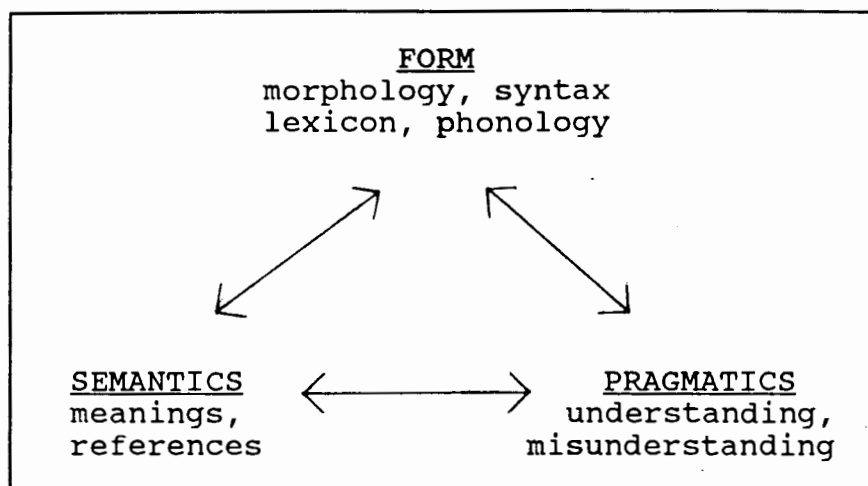 FORM
morphology, syntax
lexicon, phonology
SEMANTICS
meanings,
references
PRAGMATICS
understanding,
misunderstanding